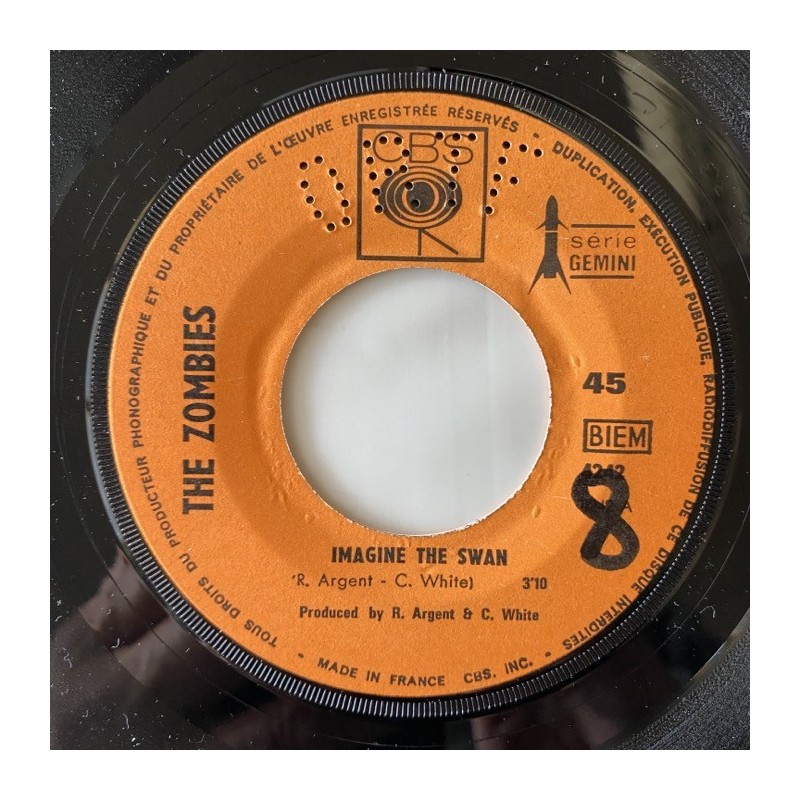 TOUS DROITS DU PRODUCTEUR PHONOGRAPHIQUE ET DU PROPRIÉTAIRE DE L'ŒUVRE ENREGISTRÉE RÉSERVÉS - DUPLICATION, EXÉCUTION PUBLIQUE, RADIODIFFUSION DE CE DISQUE INTERDITES
CBS
série
GEMINI
THE ZOMBIES
45
BIEM
4242
8
IMAGINE THE SWAN
(R. Argent - C. White) 3'10
Produced by R. Argent & C. White
- MADE IN FRANCE CBS. INC. -